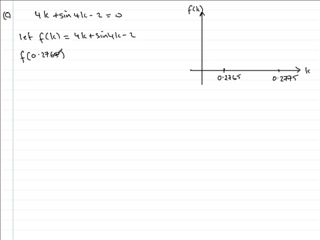 (c) 4k + sin 4k - 2 = 0
let f(k) = 4k + sin 4k - 2
f(0.2765)
f(k)
k
0.2765
0.2775